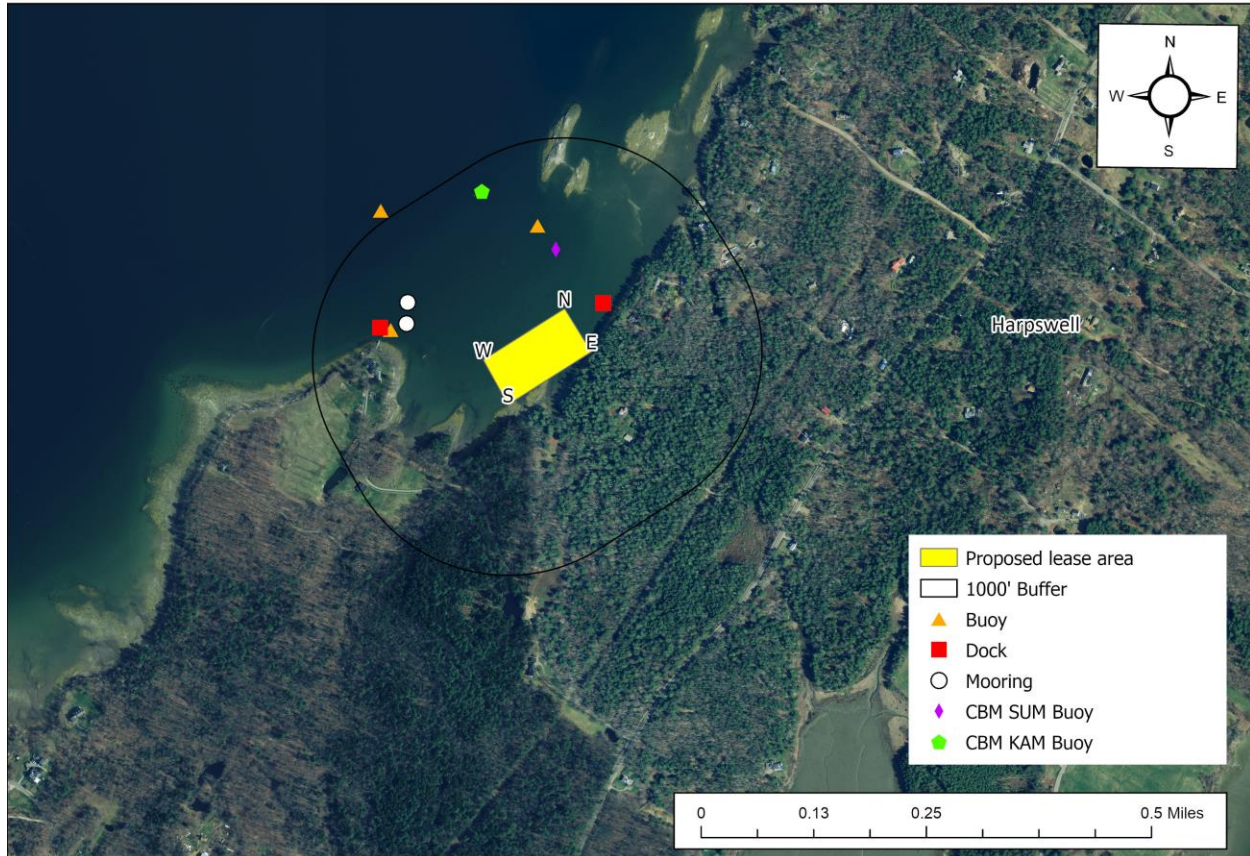 N
W E
S
N
W
E
S
Harpswell
Proposed lease area
1000' Buffer
Buoy
Dock
Mooring
CBM SUM Buoy
CBM KAM Buoy
0 0.13 0.25 0.5 Miles